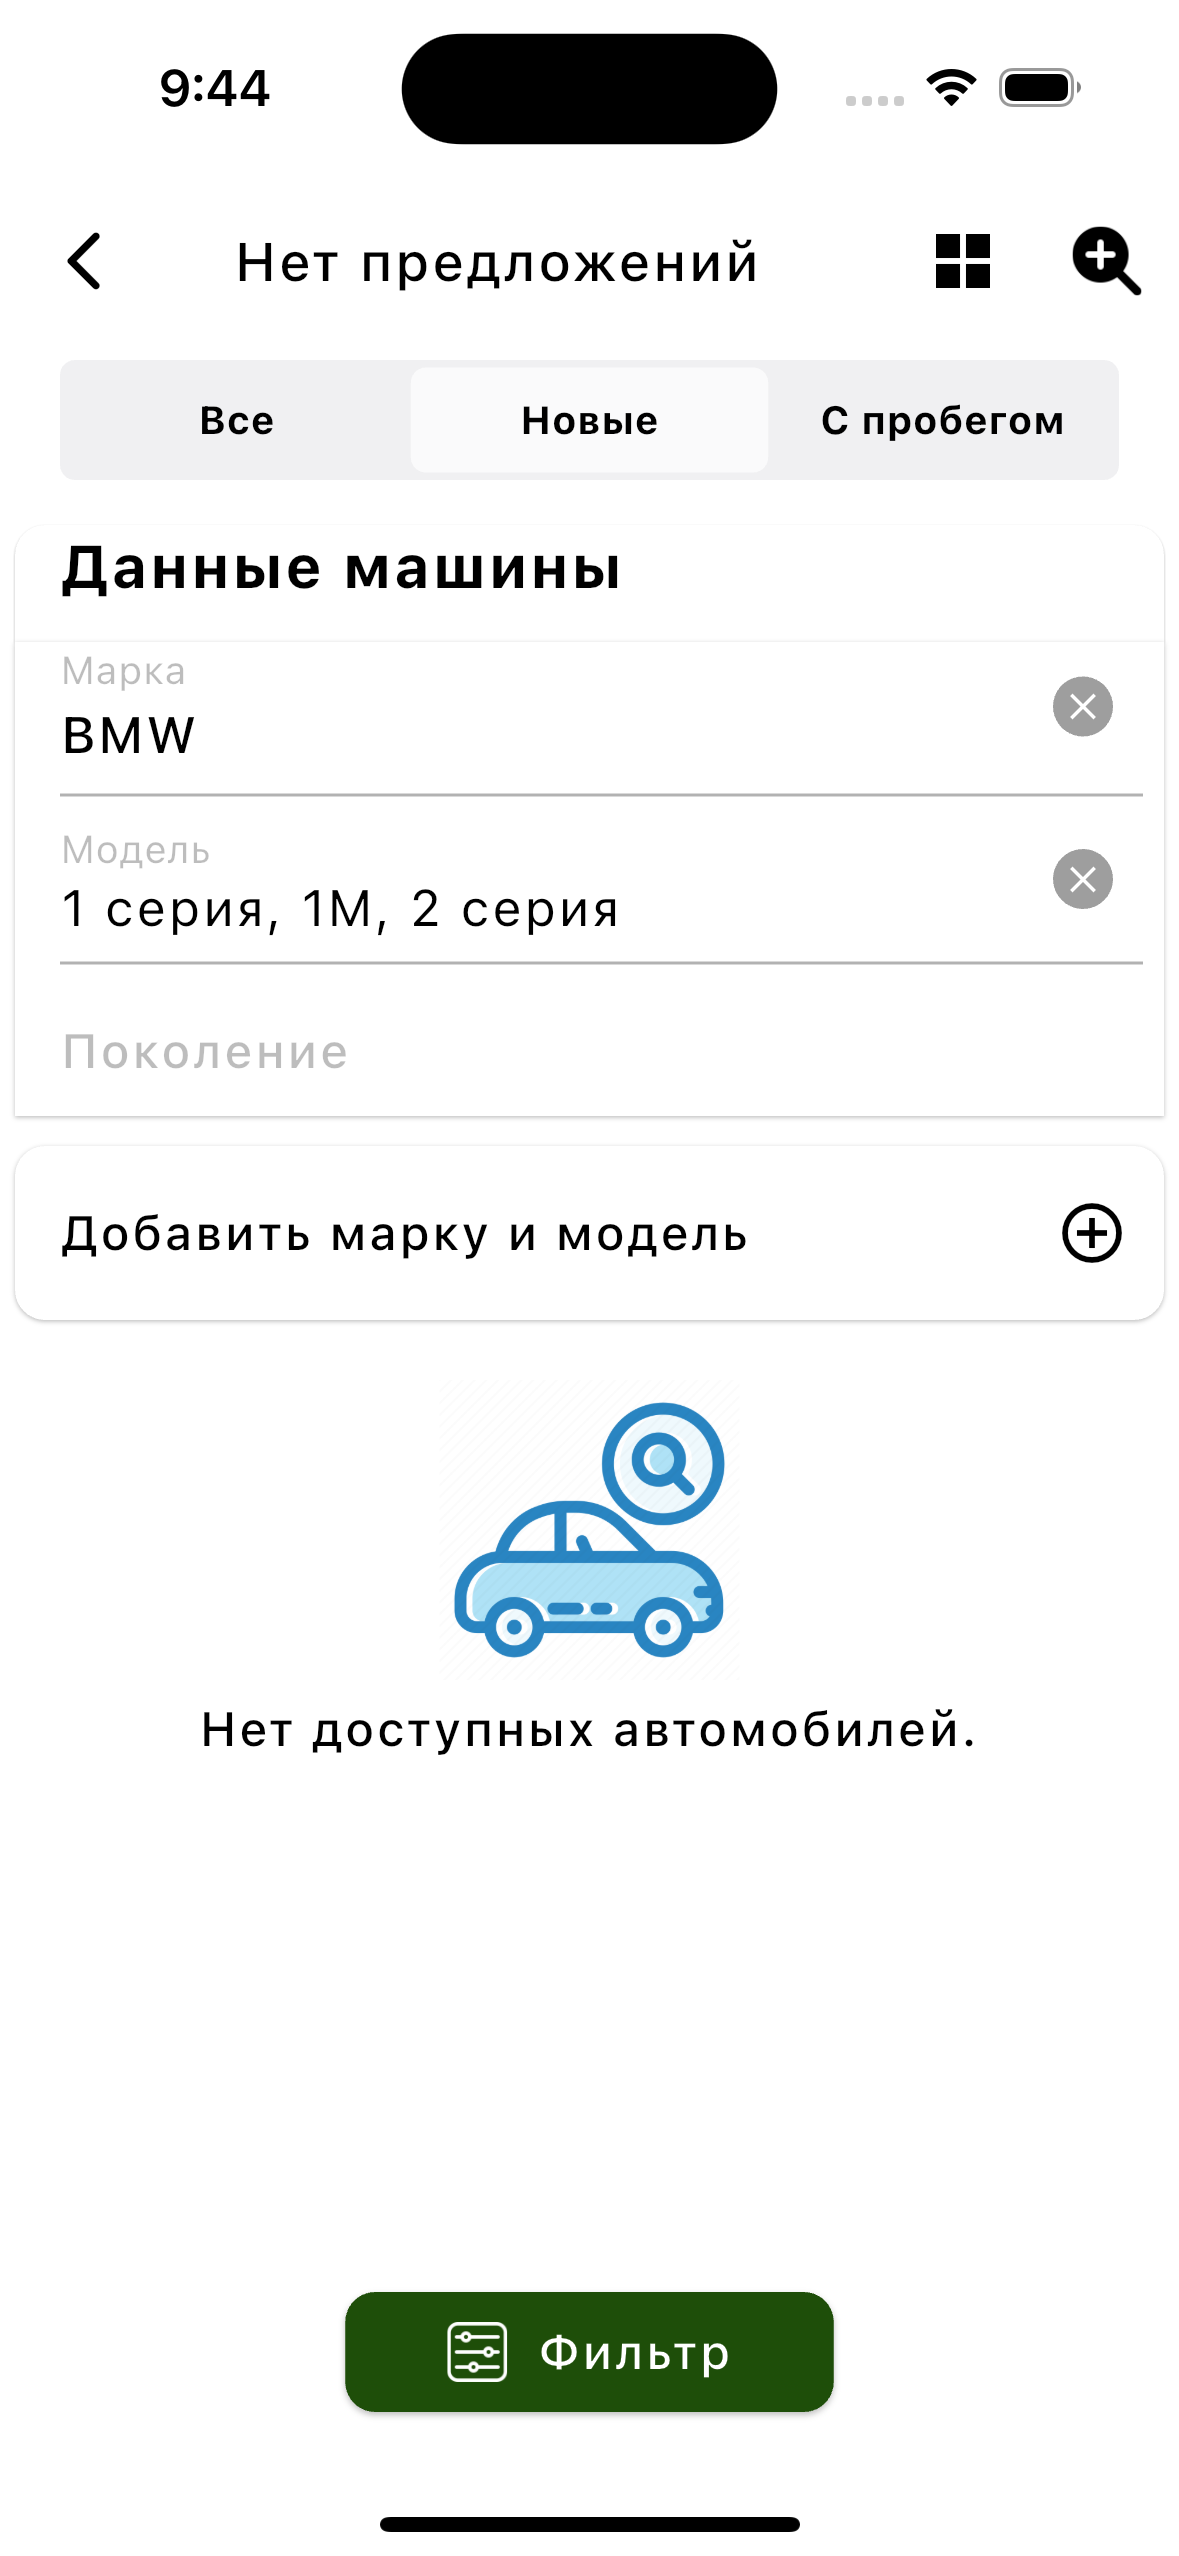 9:44
Нет предложений
Все Новые С пробегом
Данные машины
Марка
BMW
Модель
1 серия, 1M, 2 серия
Поколение
Добавить марку и модель
Нет доступных автомобилей.
Фильтр